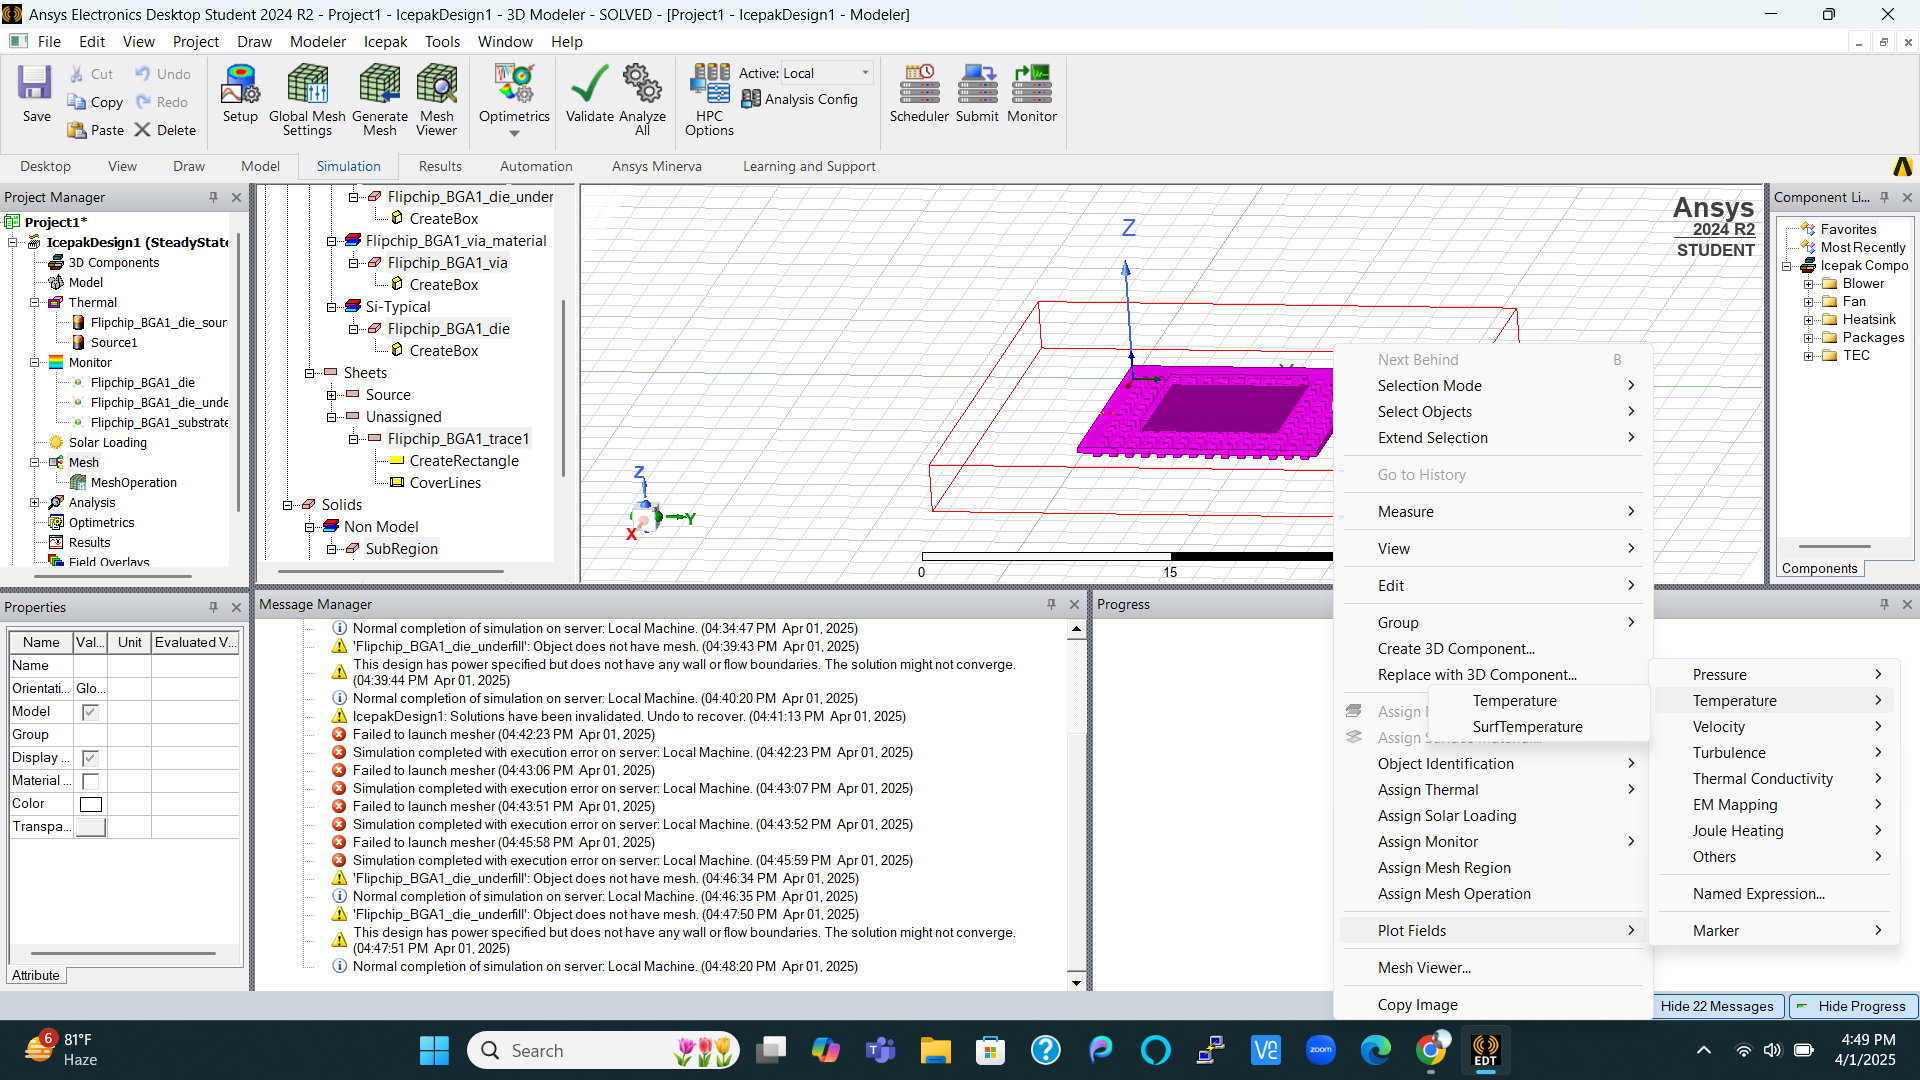 Ansys Electronics Desktop Student 2024 R2 - Project1 - IcepakDesign1 - 3D Modeler - SOLVED - [Project1 - IcepakDesign1 - Modeler]
File Edit View Project Draw Modeler Icepak Tools Window Help
Save
Cut
Copy
Paste
Undo
Redo
Delete
Setup
Global Mesh Settings
Generate Mesh
Mesh Viewer
Optimetrics
Validate
Analyze All
HPC Options
Active: Local
Analysis Config
Scheduler
Submit
Monitor
Desktop View Draw Model Simulation Results Automation Ansys Minerva Learning and Support
Project Manager
Project1*
IcepakDesign1 (SteadyState
3D Components
Model
Thermal
Flipchip_BGA1_die_sour
Source1
Monitor
Flipchip_BGA1_die
Flipchip_BGA1_die_unde
Flipchip_BGA1_substrate
Solar Loading
Mesh
MeshOperation
Analysis
Optimetrics
Results
Field Overlays
Flipchip_BGA1_die_under
CreateBox
Flipchip_BGA1_via_material
Flipchip_BGA1_via
CreateBox
Si-Typical
Flipchip_BGA1_die
CreateBox
Sheets
Source
Unassigned
Flipchip_BGA1_trace1
CreateRectangle
CoverLines
Solids
Non Model
SubRegion
Z
Ansys
2024 R2
STUDENT
Z
Y
X
0
15
Component Li...
Favorites
Most Recently
Icepak Compo
Blower
Fan
Heatsink
Packages
TEC
Components
Properties
Name Val... Unit Evaluated V...
Name
Orientati... Glo...
Model
Group
Display ...
Material ...
Color
Transpa...
Attribute
Message Manager
Normal completion of simulation on server: Local Machine. (04:34:47 PM Apr 01, 2025)
'Flipchip_BGA1_die_underfill': Object does not have mesh. (04:39:43 PM Apr 01, 2025)
This design has power specified but does not have any wall or flow boundaries. The solution might not converge.
(04:39:44 PM Apr 01, 2025)
Normal completion of simulation on server: Local Machine. (04:40:20 PM Apr 01, 2025)
IcepakDesign1: Solutions have been invalidated. Undo to recover. (04:41:13 PM Apr 01, 2025)
Failed to launch mesher (04:42:23 PM Apr 01, 2025)
Simulation completed with execution error on server: Local Machine. (04:42:23 PM Apr 01, 2025)
Failed to launch mesher (04:43:06 PM Apr 01, 2025)
Simulation completed with execution error on server: Local Machine. (04:43:07 PM Apr 01, 2025)
Failed to launch mesher (04:43:51 PM Apr 01, 2025)
Simulation completed with execution error on server: Local Machine. (04:43:52 PM Apr 01, 2025)
Failed to launch mesher (04:45:58 PM Apr 01, 2025)
Simulation completed with execution error on server: Local Machine. (04:45:59 PM Apr 01, 2025)
'Flipchip_BGA1_die_underfill': Object does not have mesh. (04:46:34 PM Apr 01, 2025)
Normal completion of simulation on server: Local Machine. (04:46:35 PM Apr 01, 2025)
'Flipchip_BGA1_die_underfill': Object does not have mesh. (04:47:50 PM Apr 01, 2025)
This design has power specified but does not have any wall or flow boundaries. The solution might not converge.
(04:47:51 PM Apr 01, 2025)
Normal completion of simulation on server: Local Machine. (04:48:20 PM Apr 01, 2025)
Progress
Next Behind B
Selection Mode
Select Objects
Extend Selection
Go to History
Measure
View
Edit
Group
Create 3D Component...
Replace with 3D Component...
Assign
Assign
Object Identification
Assign Thermal
Assign Solar Loading
Assign Monitor
Assign Mesh Region
Assign Mesh Operation
Plot Fields
Mesh Viewer...
Copy Image
Temperature
SurfTemperature
Pressure
Temperature
Velocity
Turbulence
Thermal Conductivity
EM Mapping
Joule Heating
Others
Named Expression...
Marker
Hide 22 Messages
Hide Progress
6
81°F
Haze
Search
zoom
EDT
4:49 PM
4/1/2025